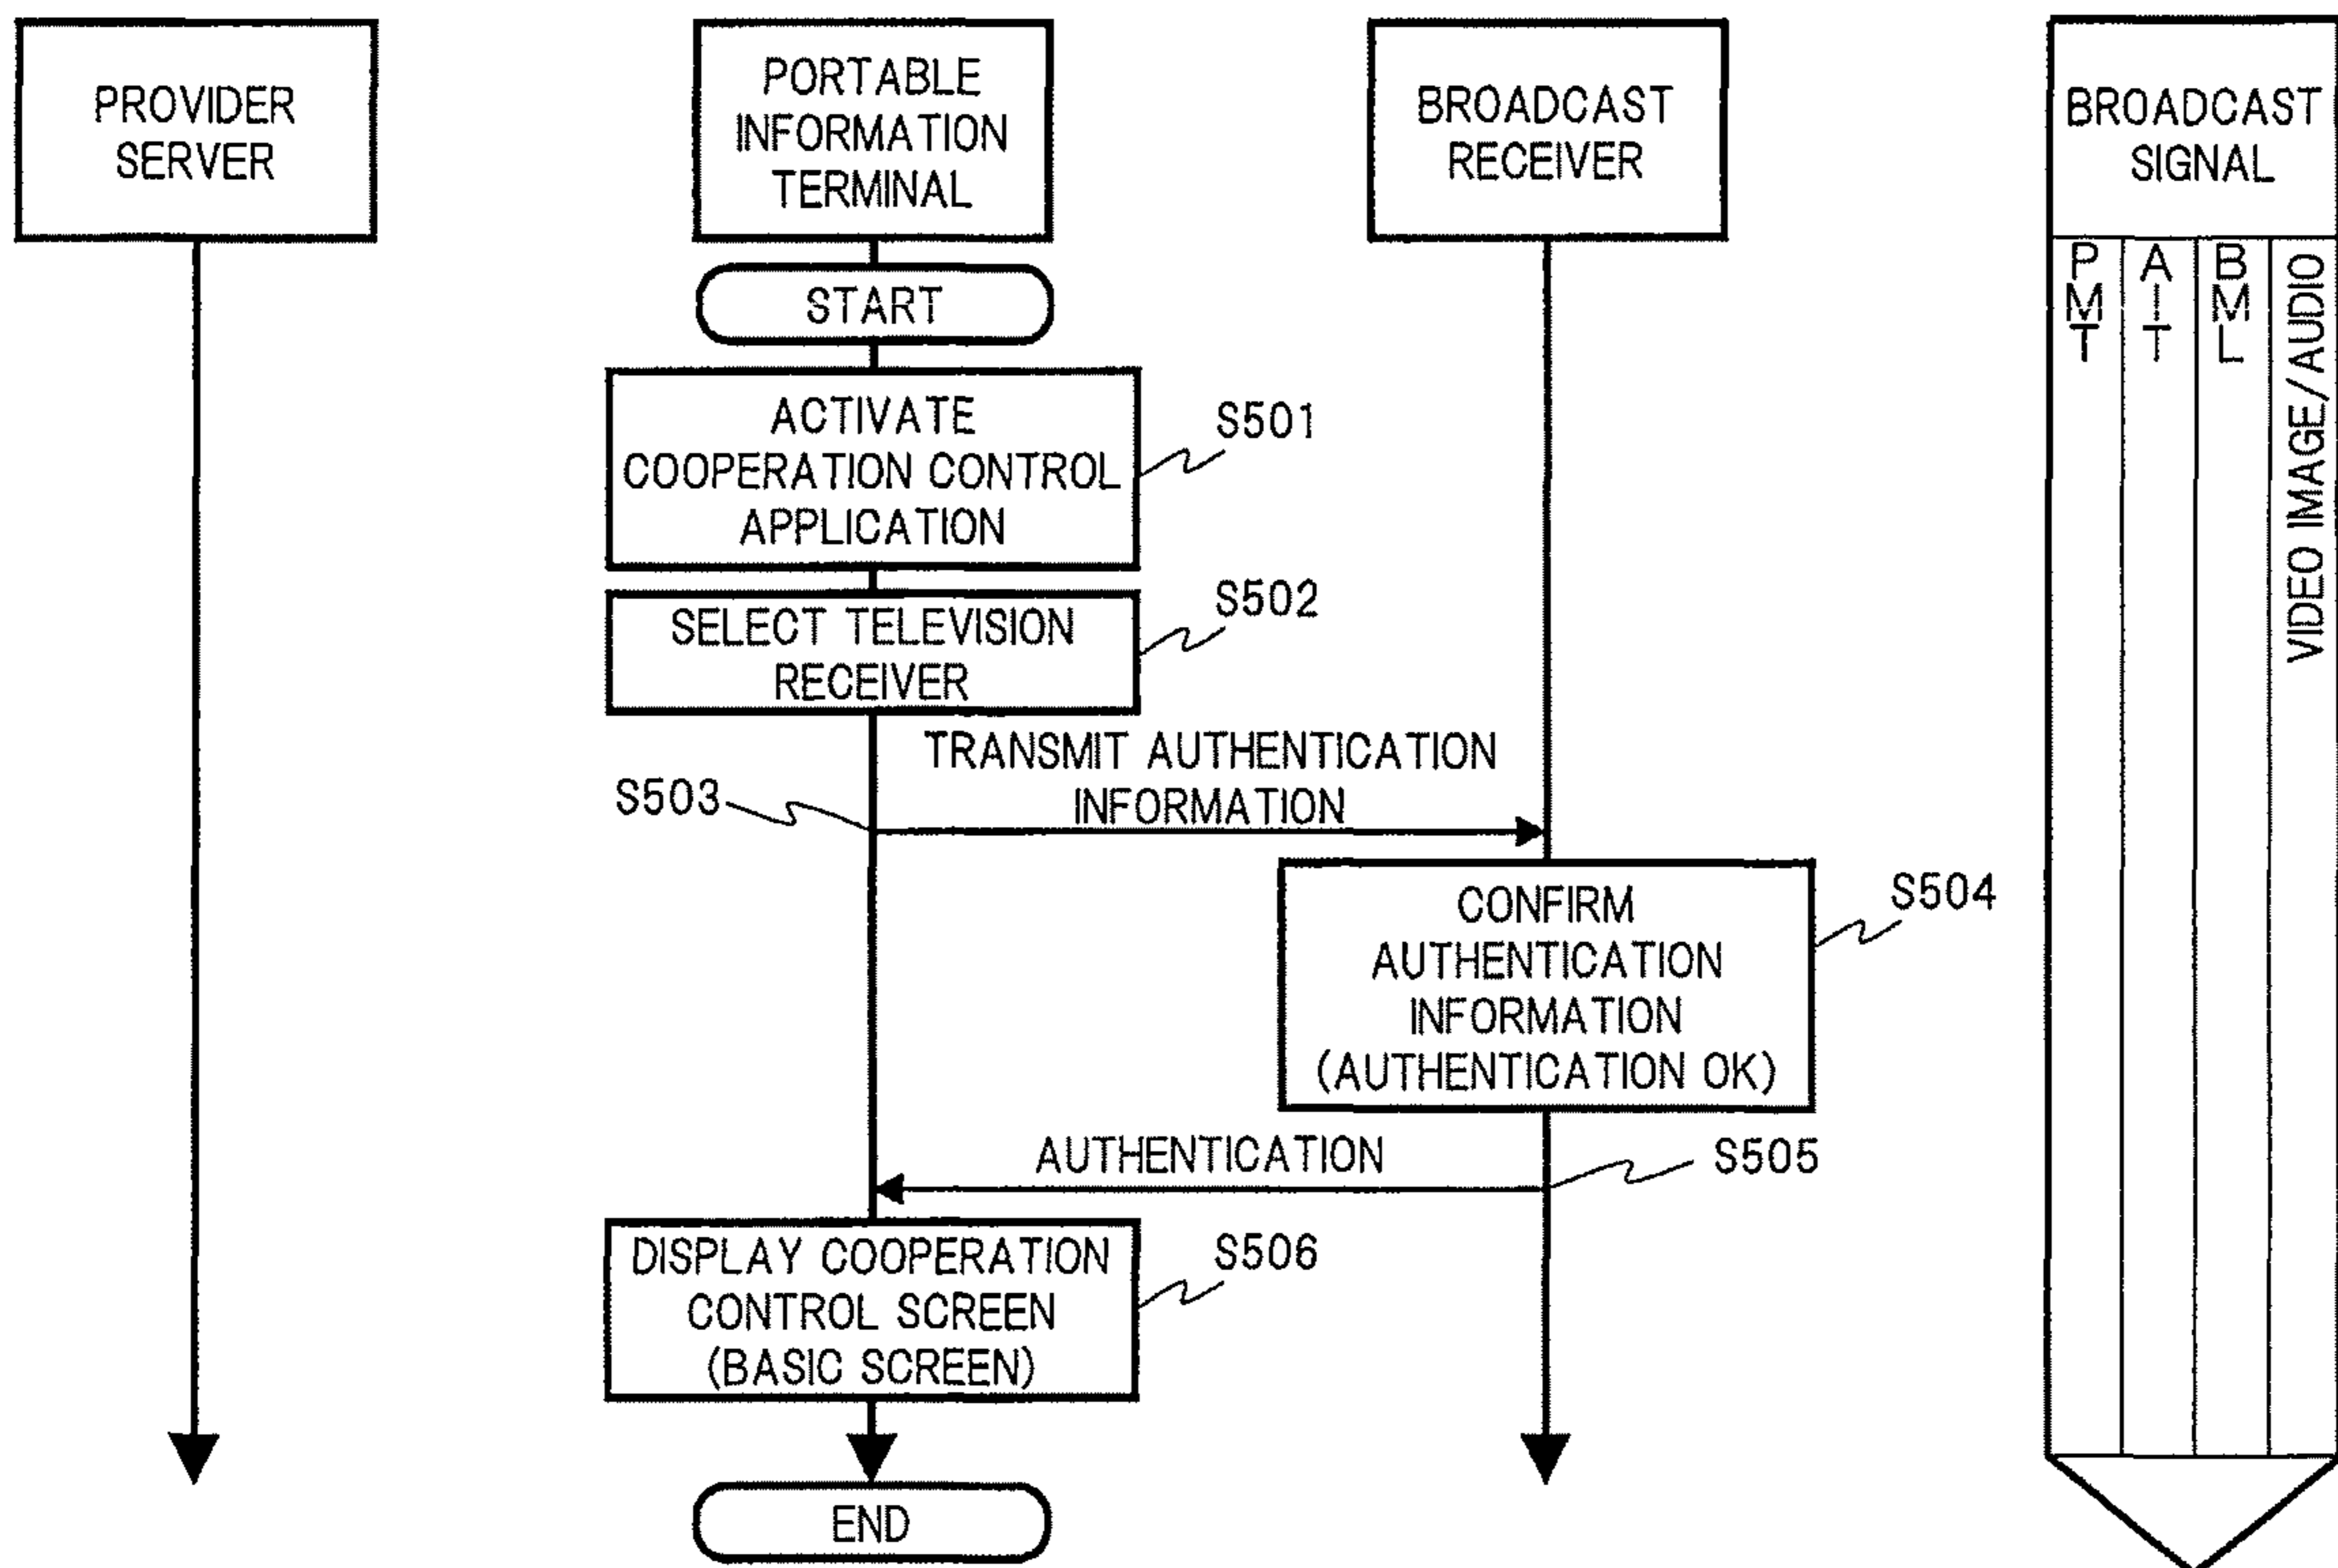 PROVIDER
SERVER
PORTABLE
INFORMATION
TERMINAL
BROADCAST
RECEIVER
BROADCAST
SIGNAL
PMT
AIT
BML
VIDEO IMAGE/AUDIO
START
ACTIVATE
COOPERATION CONTROL
APPLICATION
S501
SELECT TELEVISION
RECEIVER
S502
TRANSMIT AUTHENTICATION
INFORMATION
S503
CONFIRM
AUTHENTICATION
INFORMATION
(AUTHENTICATION OK)
S504
AUTHENTICATION
S505
DISPLAY COOPERATION
CONTROL SCREEN
(BASIC SCREEN)
S506
END